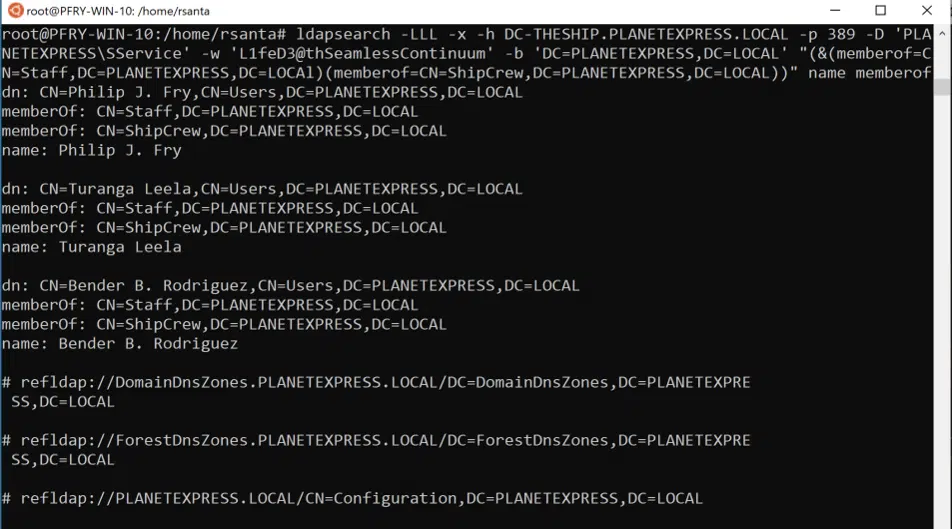 root@PFRY-WIN-10: /home/rsanta
root@PFRY-WIN-10:/home/rsanta# ldapsearch -LLL -x -h DC-THESHIP.PLANETEXPRESS.LOCAL -p 389 -D 'PLA
NETEXPRESS\SService' -w 'L1feD3@thSeamlessContinuum' -b 'DC=PLANETEXPRESS,DC=LOCAL' "(&(memberof=C
N=Staff,DC=PLANETEXPRESS,DC=LOCAl)(memberof=CN=ShipCrew,DC=PLANETEXPRESS,DC=LOCAL))" name memberof
dn: CN=Philip J. Fry,CN=Users,DC=PLANETEXPRESS,DC=LOCAL
memberOf: CN=Staff,DC=PLANETEXPRESS,DC=LOCAL
memberOf: CN=ShipCrew,DC=PLANETEXPRESS,DC=LOCAL
name: Philip J. Fry

dn: CN=Turanga Leela,CN=Users,DC=PLANETEXPRESS,DC=LOCAL
memberOf: CN=Staff,DC=PLANETEXPRESS,DC=LOCAL
memberOf: CN=ShipCrew,DC=PLANETEXPRESS,DC=LOCAL
name: Turanga Leela

dn: CN=Bender B. Rodriguez,CN=Users,DC=PLANETEXPRESS,DC=LOCAL
memberOf: CN=Staff,DC=PLANETEXPRESS,DC=LOCAL
memberOf: CN=ShipCrew,DC=PLANETEXPRESS,DC=LOCAL
name: Bender B. Rodriguez

# refldap://DomainDnsZones.PLANETEXPRESS.LOCAL/DC=DomainDnsZones,DC=PLANETEXPRE
 SS,DC=LOCAL

# refldap://ForestDnsZones.PLANETEXPRESS.LOCAL/DC=ForestDnsZones,DC=PLANETEXPRE
 SS,DC=LOCAL

# refldap://PLANETEXPRESS.LOCAL/CN=Configuration,DC=PLANETEXPRESS,DC=LOCAL